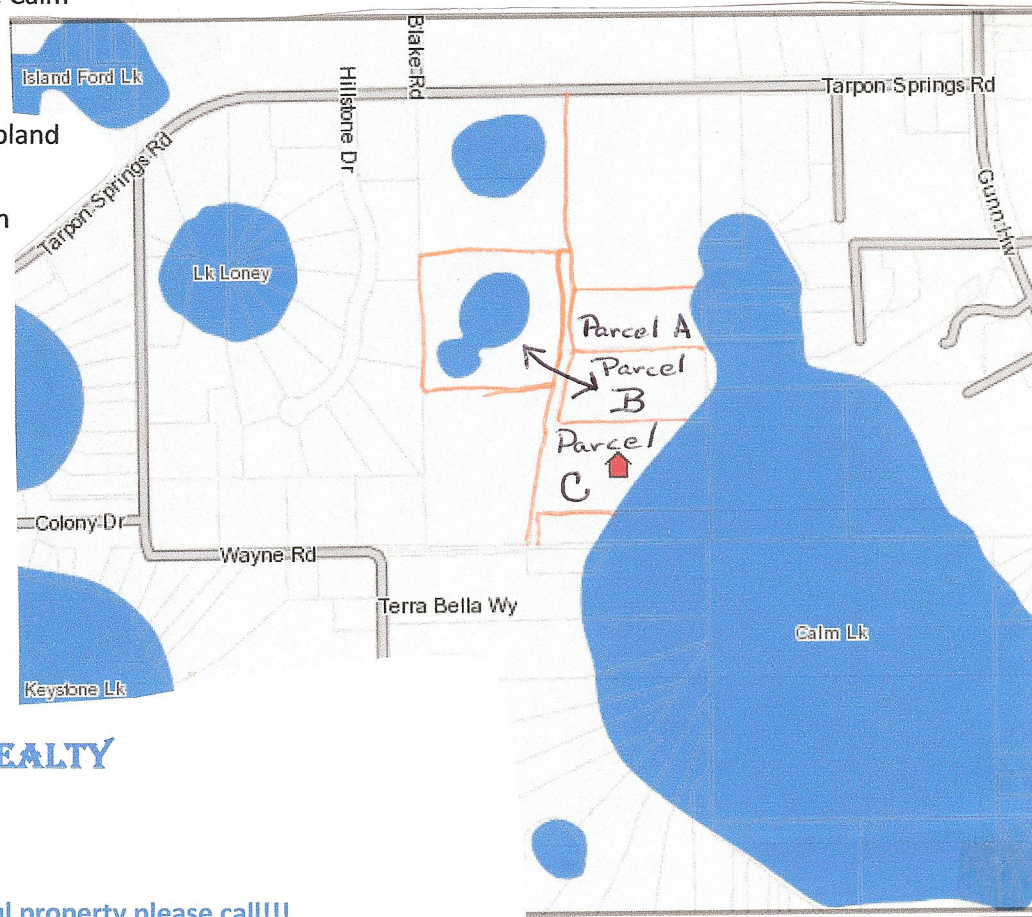 Calm
Island Ford Lk
Blake Rd
Tarpon Springs Rd
Hillstone Dr
Tarpon Springs Rd
Gunn Hw
Lk Loney
Parcel A
Parcel
B
Parcel
C
Colony Dr
Wayne Rd
Terra Bella Wy
Calm Lk
Keystone Lk
property please call!!!